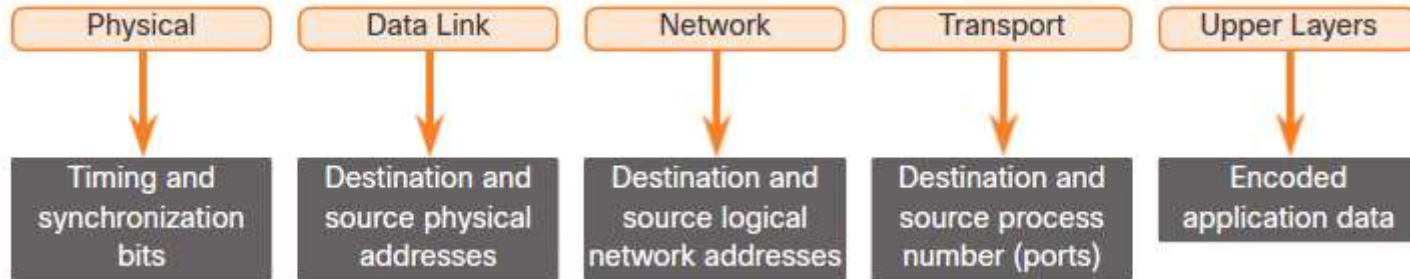 Physical
Data Link
Network
Transport
Upper Layers
Timing and
synchronization
bits
Destination and
source physical
addresses
Destination and
source logical
network addresses
Destination and
source process
number (ports)
Encoded
application data